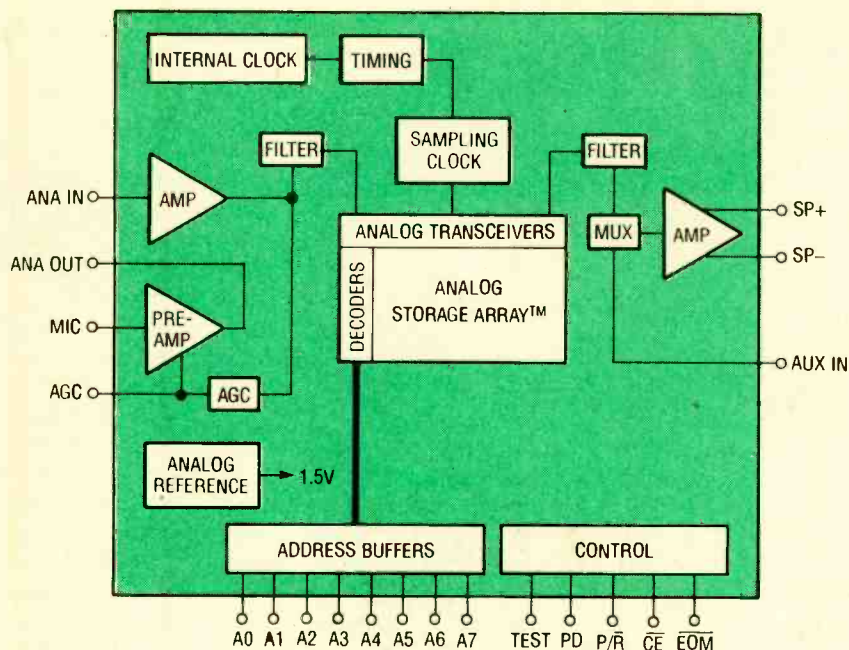 INTERNAL CLOCK
TIMING
SAMPLING
CLOCK
FILTER
FILTER
ANA IN
AMP
ANA OUT
MIC
PRE-
AMP
AGC
AGC
ANALOG TRANSCEIVERS
DECODERS
ANALOG
STORAGE ARRAY™
MUX
AMP
SP+
SP−
AUX IN
ANALOG
REFERENCE
1.5V
ADDRESS BUFFERS
CONTROL
A0 A1 A2 A3 A4 A5 A6 A7 TEST PD P/R̅ C̅E̅ E̅O̅M̅